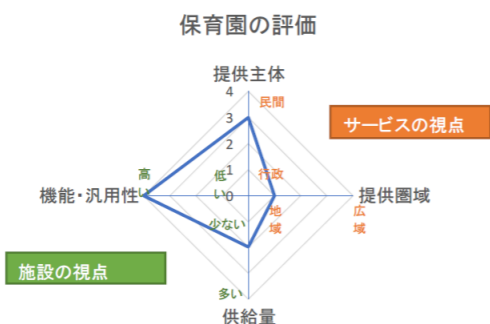 保育園の評価
提供主体
4
民間
3
サービスの視点
2
高い
低い
1
行政
機能・汎用性
0
提供圏域
地域
広域
少ない
施設の視点
多い
供給量